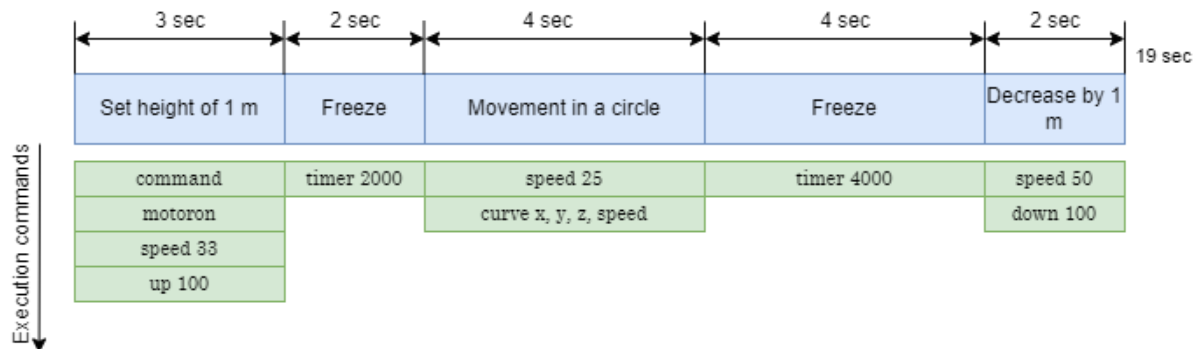 3 sec
2 sec
4 sec
4 sec
2 sec
19 sec
Set height of 1 m
Freeze
Movement in a circle
Freeze
Decrease by 1
m
Execution commands
command
timer 2000
speed 25
timer 4000
speed 50
motoron
curve x, y, z, speed
down 100
speed 33
up 100